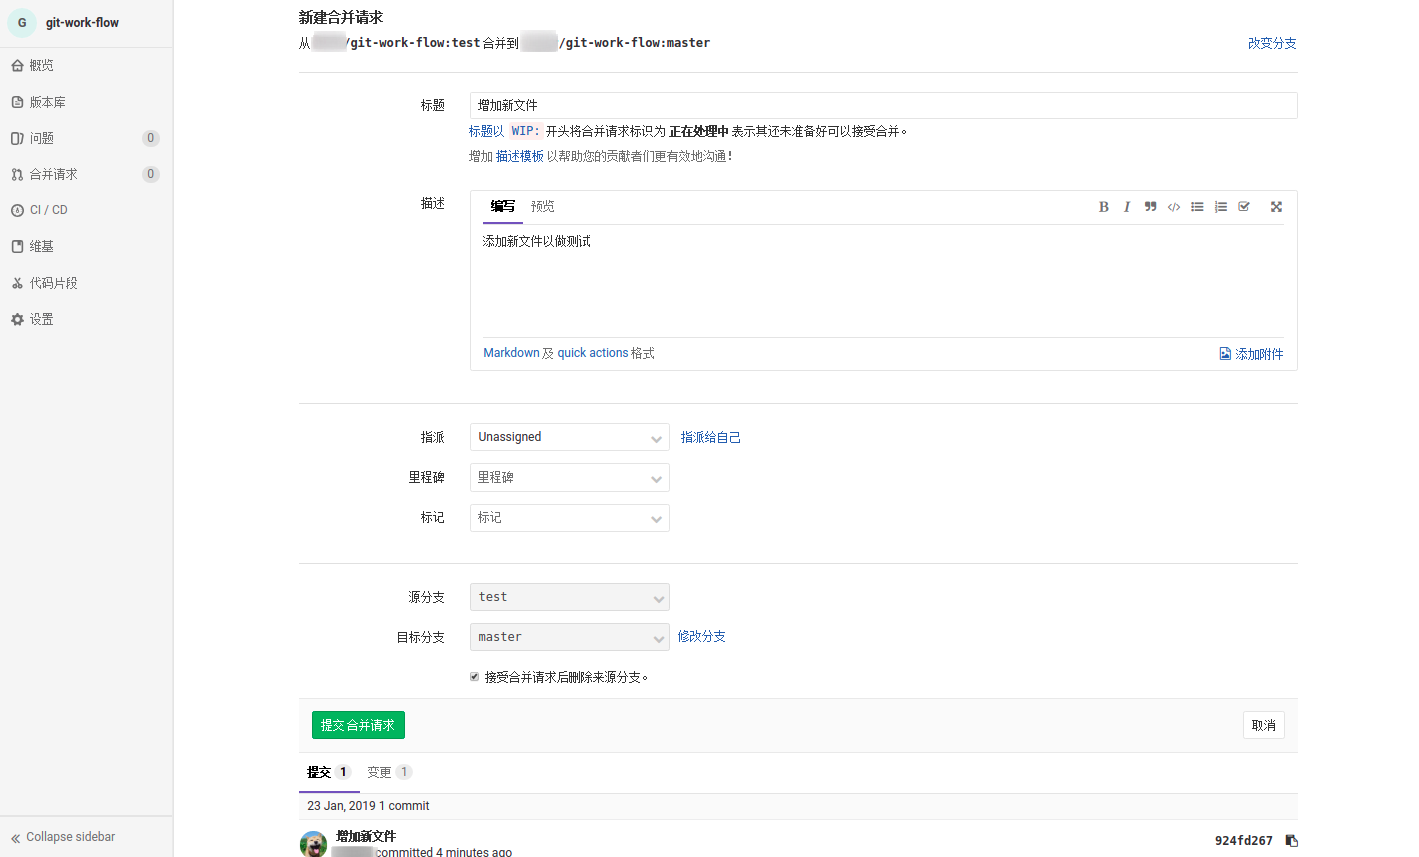 G git-work-flow
概览
版本库
问题 0
合并请求 0
CI / CD
维基
代码片段
设置
Collapse sidebar
新建合并请求
从 /git-work-flow:test 合并到 /git-work-flow:master 改变分支
标题 增加新文件
标题以 WIP: 开头将合并请求标识为 正在处理中 表示其还未准备好可以接受合并。
增加 描述模板 以帮助您的贡献者们更有效地沟通！
描述 编写 预览
添加新文件以做测试
Markdown 及 quick actions 格式 添加附件
指派 Unassigned 指派给自己
里程碑 里程碑
标记 标记
源分支 test
目标分支 master 修改分支
接受合并请求后删除来源分支。
提交合并请求 取消
提交 1 变更 1
23 Jan, 2019 1 commit
增加新文件 924fd267
committed 4 minutes ago